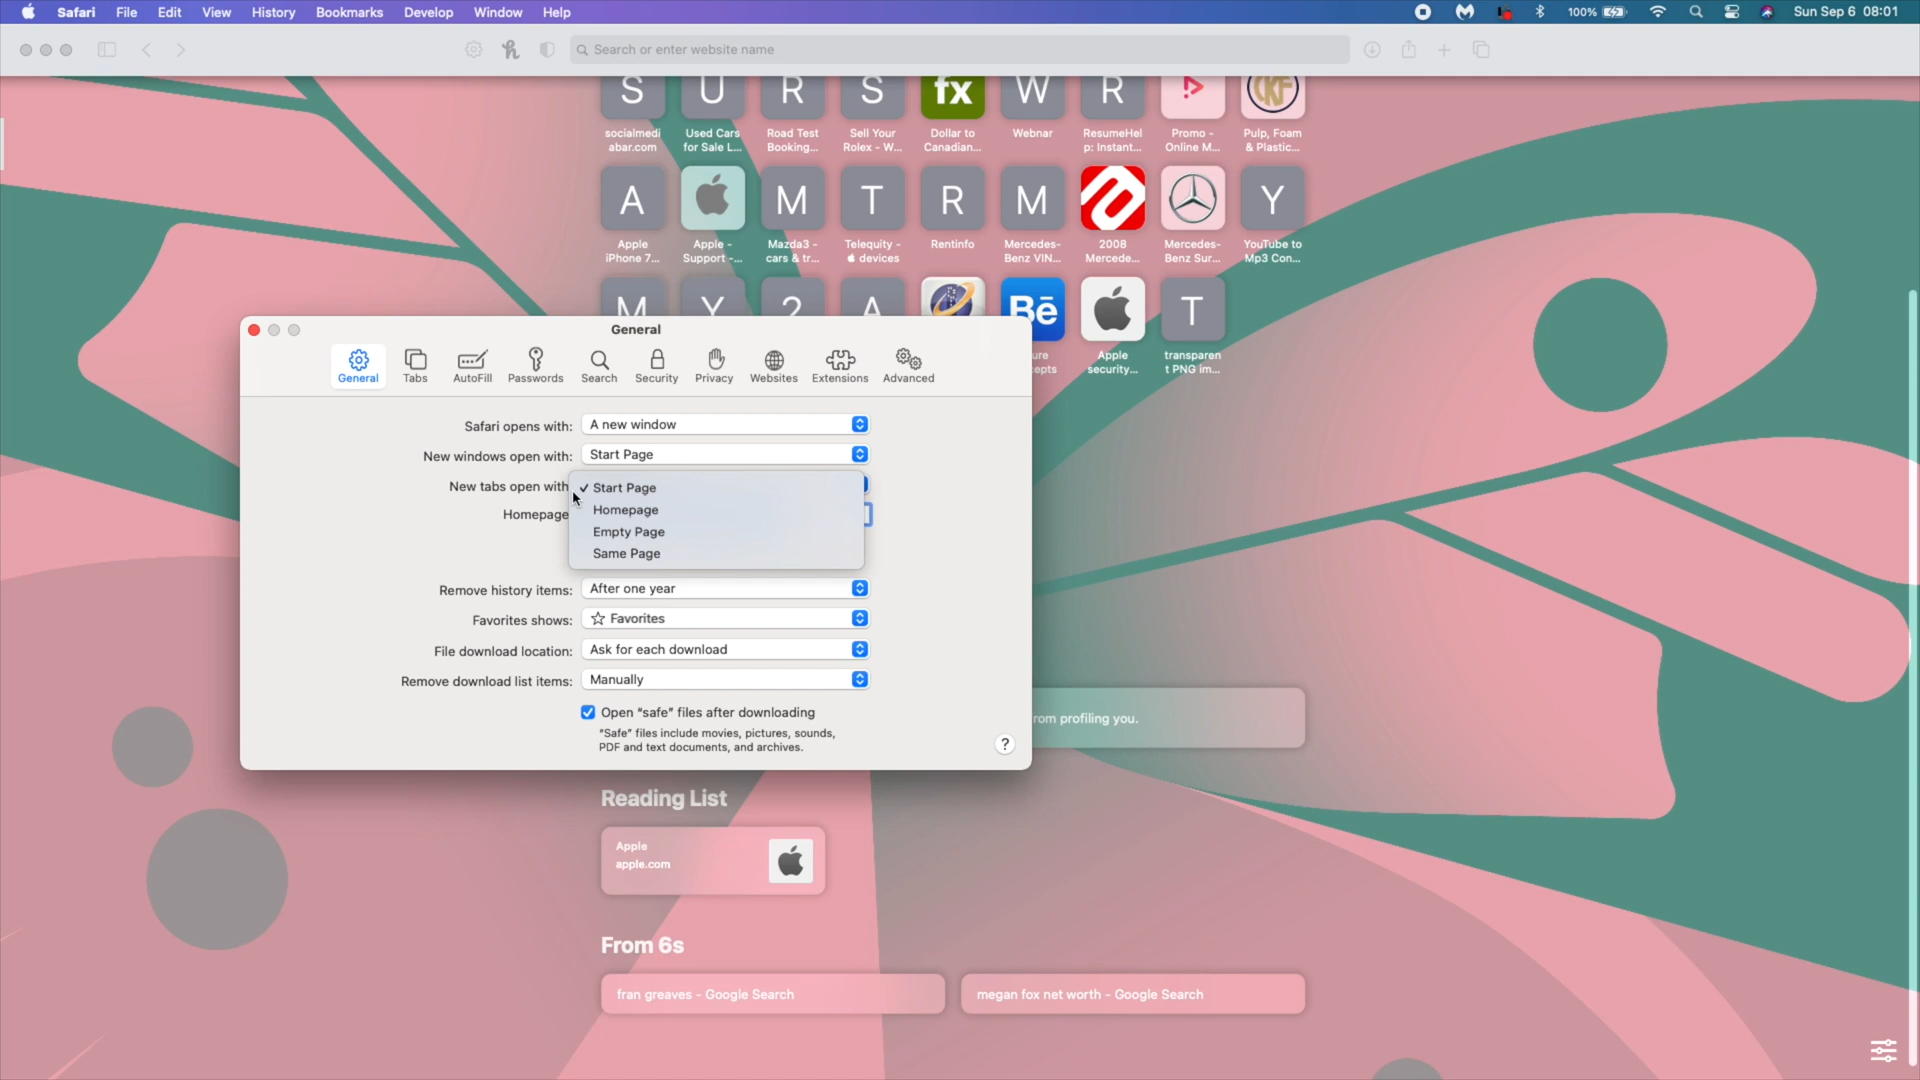 Safari File Edit View History Bookmarks Develop Window Help 100% Sun Sep 6 08:01
Search or enter website name
S U R S fx W R CKF
socialmedi
abar.com
Used Cars
for Sale L...
Road Test
Booking...
Sell Your
Rolex - W...
Dollar to
Canadian...
Webnar
ResumeHel
p: Instant...
Promo -
Online M...
Pulp, Foam
& Plastic...
A M T R M Y
Apple
iPhone 7...
Apple -
Support -...
Mazda3 -
cars & tr...
Telequity -
devices
Rentinfo
Mercedes-
Benz VIN...
2008
Mercede...
Mercedes-
Benz Sur...
YouTube to
Mp3 Con...
M Y 2 A Bē T
ure
cepts
Apple
security...
transparen
t PNG im...
General
General Tabs AutoFill Passwords Search Security Privacy Websites Extensions Advanced
Safari opens with: A new window
New windows open with: Start Page
New tabs open with
✓ Start Page
Homepage
Homepage
Empty Page
Same Page
Remove history items: After one year
Favorites shows: ☆ Favorites
File download location: Ask for each download
Remove download list items: Manually
Open “safe” files after downloading
“Safe” files include movies, pictures, sounds,
PDF and text documents, and archives.
?
rom profiling you.
Reading List
Apple
apple.com
From 6s
fran greaves - Google Search
megan fox net worth - Google Search